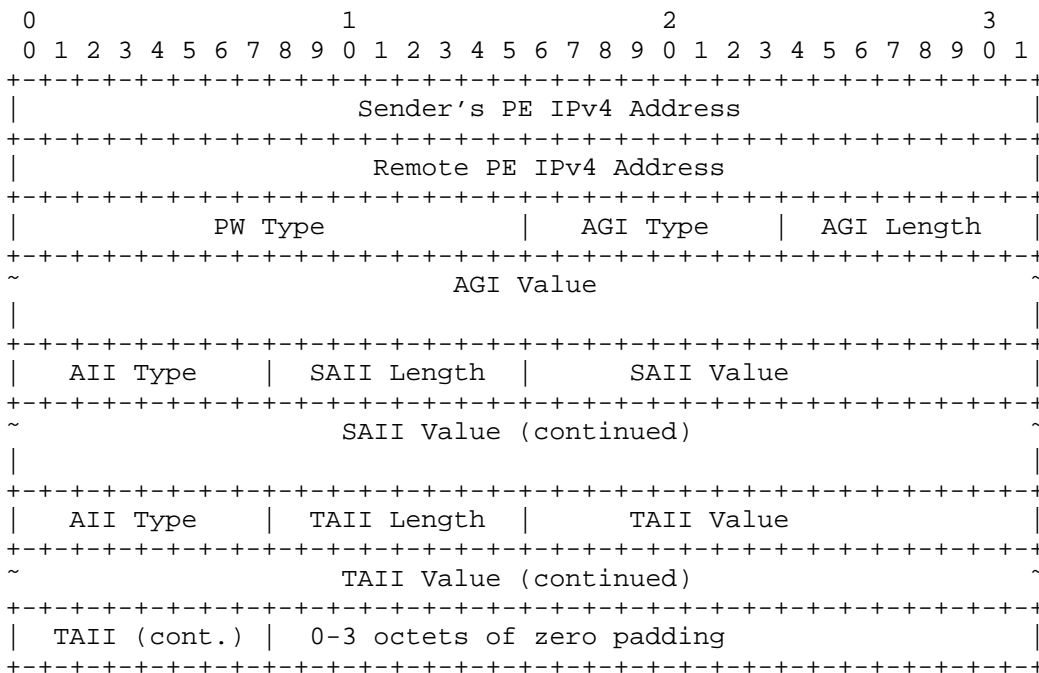 0                   1                   2                   3
 0 1 2 3 4 5 6 7 8 9 0 1 2 3 4 5 6 7 8 9 0 1 2 3 4 5 6 7 8 9 0 1
+-+-+-+-+-+-+-+-+-+-+-+-+-+-+-+-+-+-+-+-+-+-+-+-+-+-+-+-+-+-+-+-+
|                     Sender's PE IPv4 Address                  |
+-+-+-+-+-+-+-+-+-+-+-+-+-+-+-+-+-+-+-+-+-+-+-+-+-+-+-+-+-+-+-+-+
|                      Remote PE IPv4 Address                   |
+-+-+-+-+-+-+-+-+-+-+-+-+-+-+-+-+-+-+-+-+-+-+-+-+-+-+-+-+-+-+-+-+
|            PW Type            |   AGI Type    |  AGI Length   |
+-+-+-+-+-+-+-+-+-+-+-+-+-+-+-+-+-+-+-+-+-+-+-+-+-+-+-+-+-+-+-+-+
~                           AGI Value                           ~
|                                                               |
+-+-+-+-+-+-+-+-+-+-+-+-+-+-+-+-+-+-+-+-+-+-+-+-+-+-+-+-+-+-+-+-+
|   AII Type    |  SAII Length  |      SAII Value               |
+-+-+-+-+-+-+-+-+-+-+-+-+-+-+-+-+-+-+-+-+-+-+-+-+-+-+-+-+-+-+-+-+
~                    SAII Value (continued)                     ~
|                                                               |
+-+-+-+-+-+-+-+-+-+-+-+-+-+-+-+-+-+-+-+-+-+-+-+-+-+-+-+-+-+-+-+-+
|   AII Type    |  TAII Length  |      TAII Value               |
+-+-+-+-+-+-+-+-+-+-+-+-+-+-+-+-+-+-+-+-+-+-+-+-+-+-+-+-+-+-+-+-+
~                    TAII Value (continued)                     ~
+-+-+-+-+-+-+-+-+-+-+-+-+-+-+-+-+-+-+-+-+-+-+-+-+-+-+-+-+-+-+-+-+
|  TAII (cont.) |  0-3 octets of zero padding                   |
+-+-+-+-+-+-+-+-+-+-+-+-+-+-+-+-+-+-+-+-+-+-+-+-+-+-+-+-+-+-+-+-+